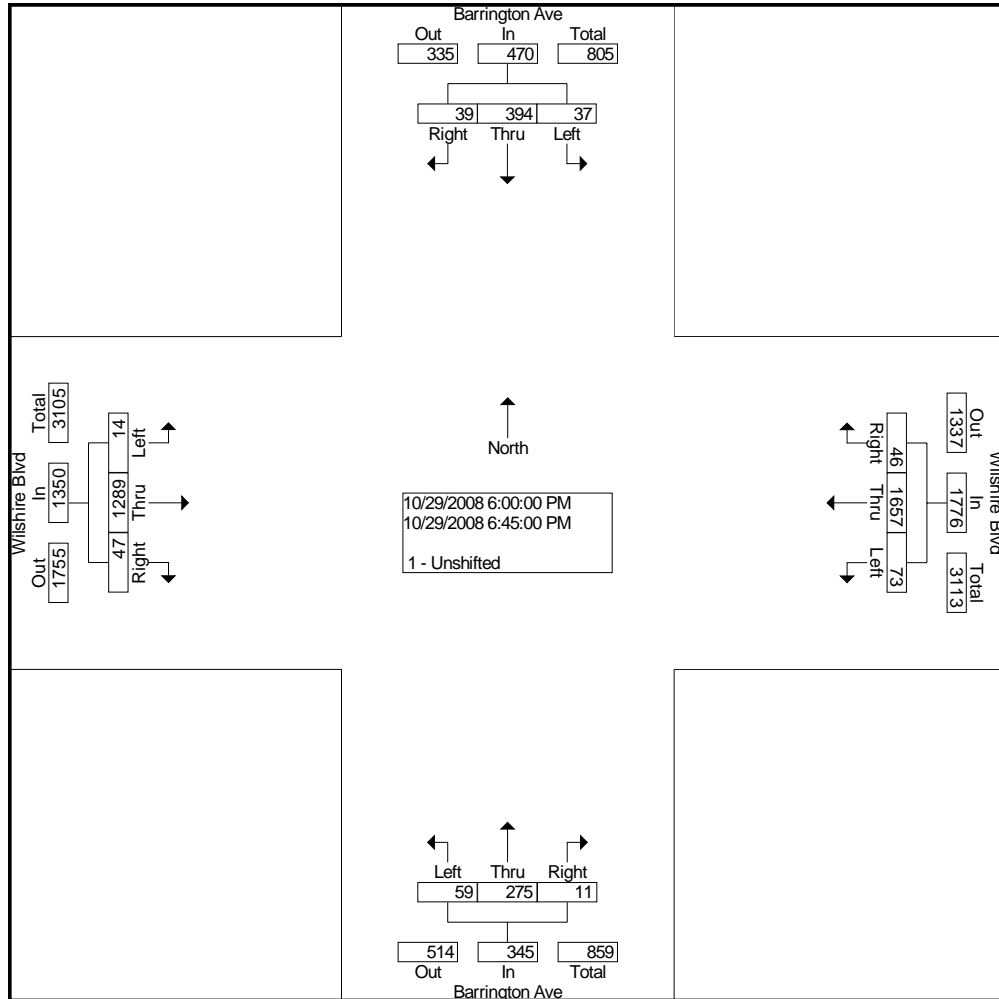 Barrington Ave
Out In Total
335 470 805
39 394 37
Right Thru Left
Wilshire Blvd
Total In Out
3105 1350 1755
14 1289 47
Left Thru Right
North
10/29/2008 6:00:00 PM
10/29/2008 6:45:00 PM
1 - Unshifted
Wilshire Blvd
Out In Total
1337 1776 3113
46 1657 73
Right Thru Left
Left Thru Right
59 275 11
514 345 859
Out In Total
Barrington Ave